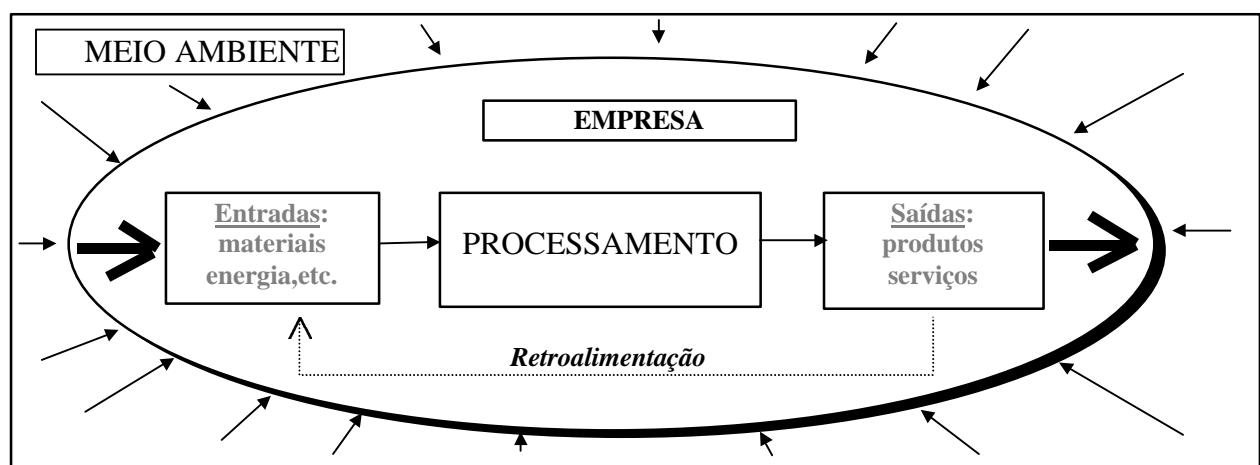 MEIO AMBIENTE
EMPRESA
Entradas:
materiais
energia,etc.
PROCESSAMENTO
Saídas:
produtos
serviços
Retroalimentação